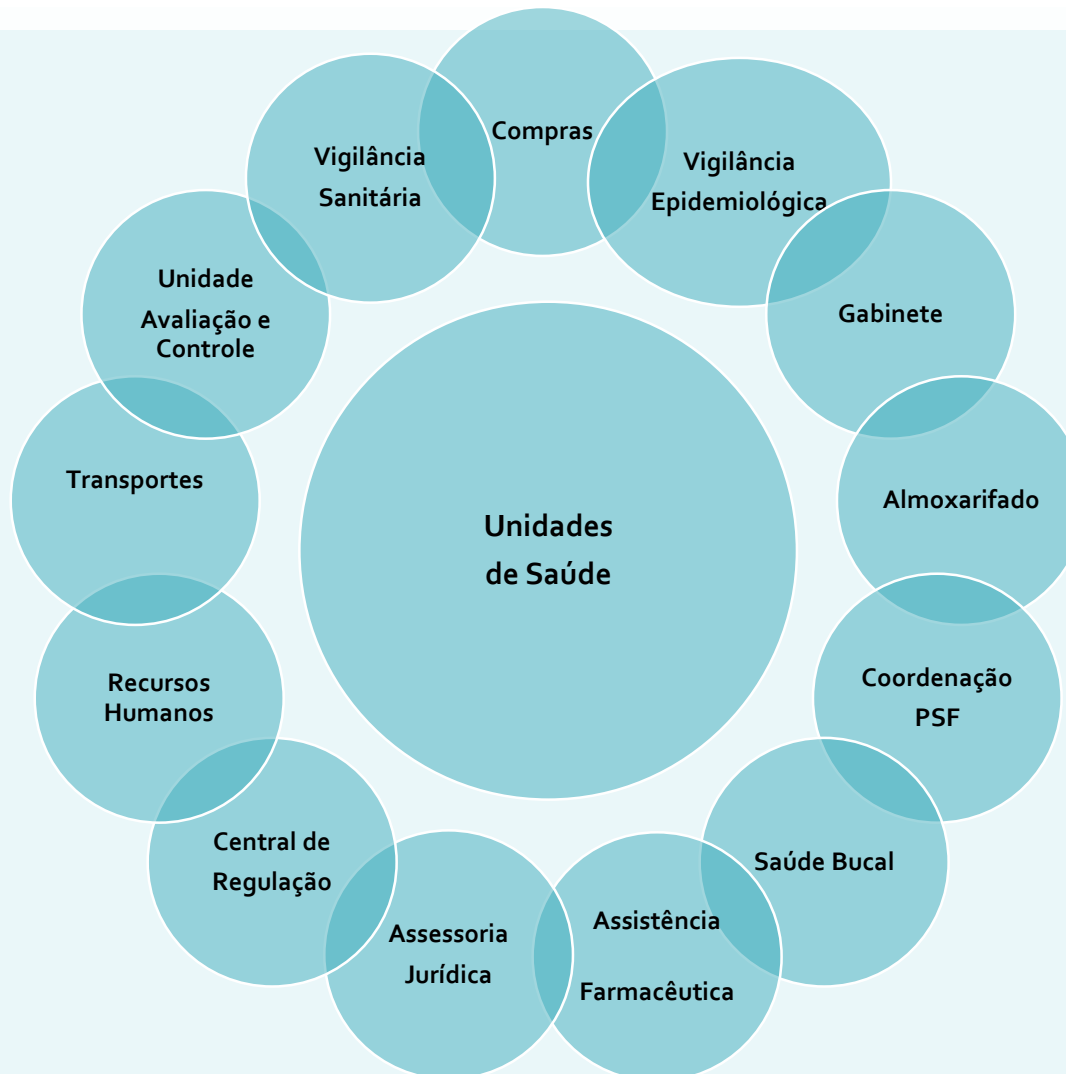 Compras
Vigilância
Epidemiológica
Gabinete
Almoxarifado
Coordenação
PSF
Saúde Bucal
Assistência
Farmacêutica
Assessoria
Jurídica
Central de
Regulação
Recursos
Humanos
Transportes
Unidade
Avaliação e
Controle
Vigilância
Sanitária
Unidades
de Saúde